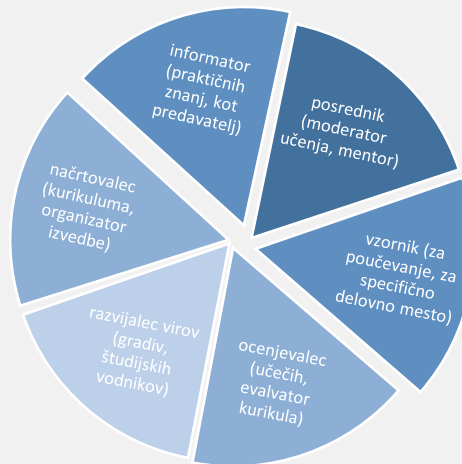 informator
(praktičnih
znanj, kot
predavatelj)
posrednik
(moderator
učenja, mentor)
vzornik (za
poučevanje, za
specifično
delovno mesto)
ocenjevalec
(učečih,
evalvator
kurikula)
razvijalec virov
(gradiv,
študijskih
vodnikov)
načrtovalec
(kurikuluma,
organizator
izvedbe)